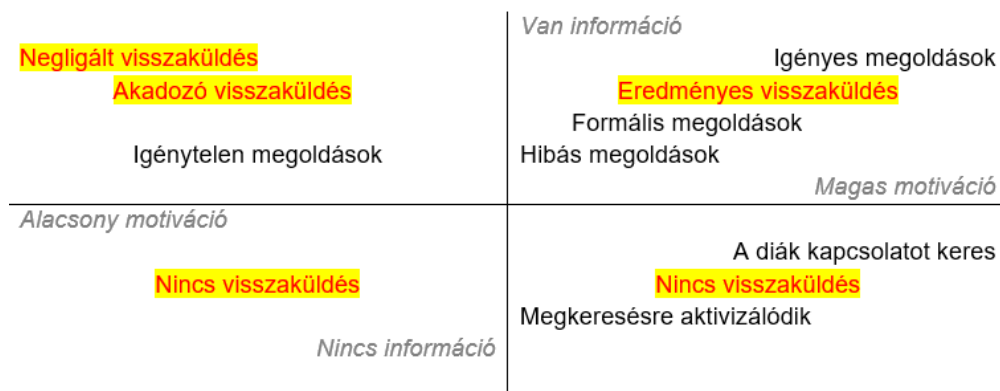 Negligált visszaküldés
Akadozó visszaküldés
Igénytelen megoldások
Van információ
Igényes megoldások
Eredményes visszaküldés
Formális megoldások
Hibás megoldások
Magas motiváció
Alacsony motiváció
Nincs visszaküldés
Nincs információ
A diák kapcsolatot keres
Nincs visszaküldés
Megkeresésre aktivizálódik